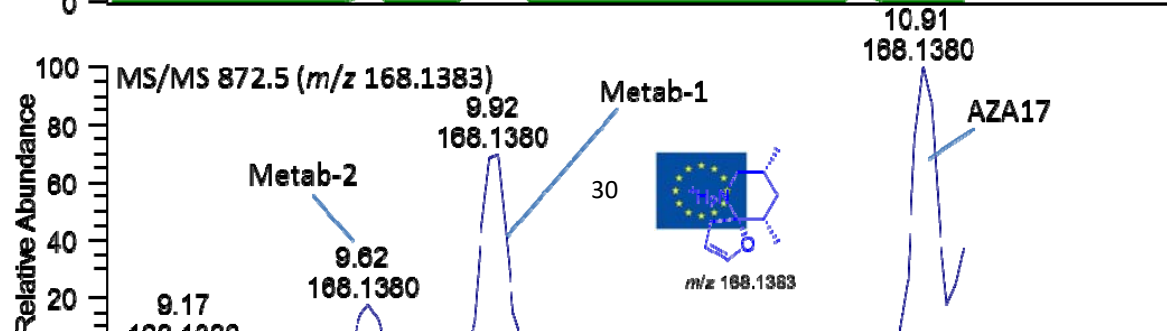 0
10.91
168.1380
100
MS/MS 872.5 (m/z 168.1383)
Metab-1
9.92
168.1380
AZA17
80
Metab-2
60
30
40
9.62
168.1380
O
m/z 168.1383
20
9.17
Relative Abundance